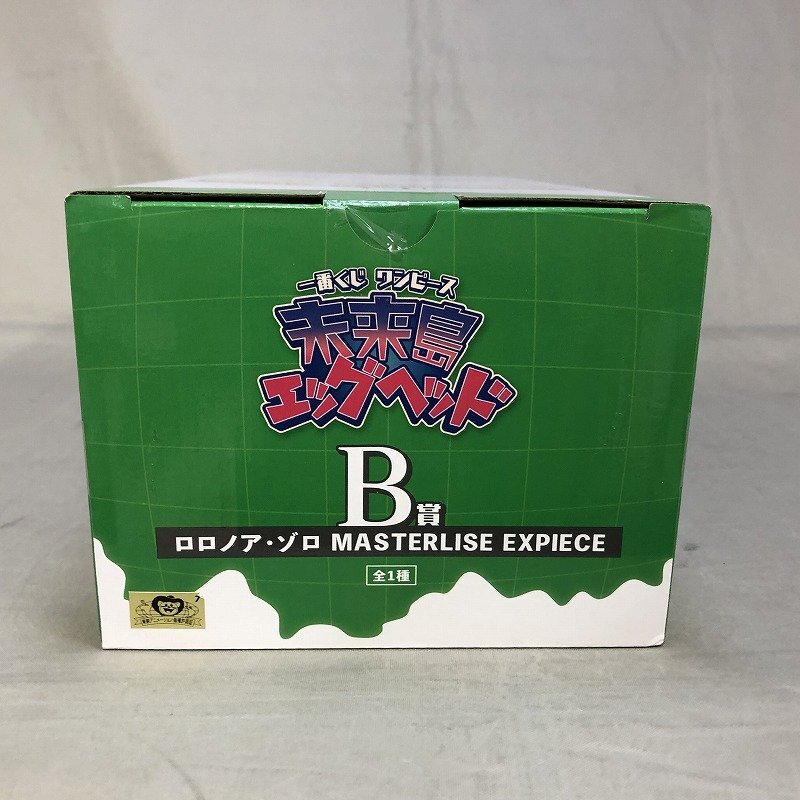 一番くじ ワンピース
未来島
エッグヘッド
B賞
ロロノア・ゾロ MASTERLISE EXPIECE
全1種
7